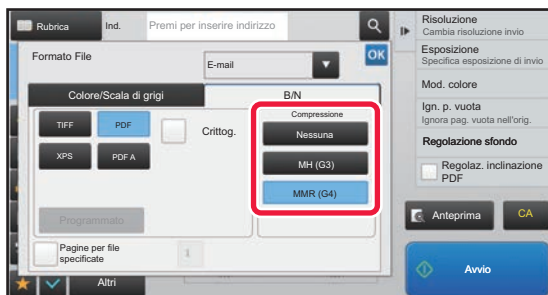 Rubrica
Ind.
Premi per inserire indirizzo
Formato File
E-mail
OK
Colore/Scala di grigi
B/N
TIFF
PDF
Crittog.
XPS
PDF A
Compressione
Nessuna
MH (G3)
MMR (G4)
Programmato
Pagine per file
specificate
1
Altri
Risoluzione
Cambia risoluzione invio
Esposizione
Specifica esposizione di invio
Mod. colore
Ign. p. vuota
Ignora pag. vuota nell'orig.
Regolazione sfondo
Regolaz. inclinazione
PDF
Anteprima
CA
Avvio